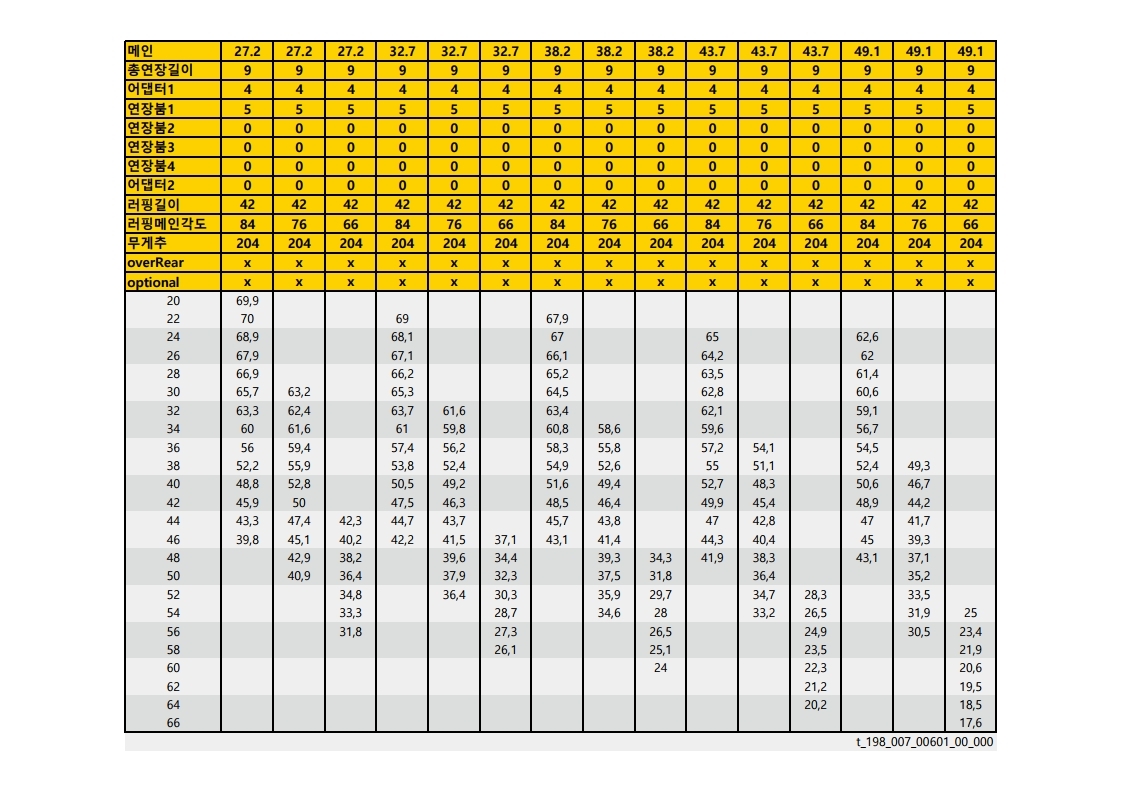 메인 27.2 27.2 27.2 32.7 32.7 32.7 38.2 38.2 38.2 43.7 43.7 43.7 49.1 49.1 49.1
총연장길이 9 9 9 9 9 9 9 9 9 9 9 9 9 9 9
어댑터1 4 4 4 4 4 4 4 4 4 4 4 4 4 4 4
연장붐1 5 5 5 5 5 5 5 5 5 5 5 5 5 5 5
연장붐2 0 0 0 0 0 0 0 0 0 0 0 0 0 0 0
연장붐3 0 0 0 0 0 0 0 0 0 0 0 0 0 0 0
연장붐4 0 0 0 0 0 0 0 0 0 0 0 0 0 0 0
어댑터2 0 0 0 0 0 0 0 0 0 0 0 0 0 0 0
러핑길이 42 42 42 42 42 42 42 42 42 42 42 42 42 42 42
러핑메인각도 84 76 66 84 76 66 84 76 66 84 76 66 84 76 66
무게추 204 204 204 204 204 204 204 204 204 204 204 204 204 204 204
overRear x x x x x x x x x x x x x x x
optional x x x x x x x x x x x x x x x
20 69,9
22 70 69 67,9
24 68,9 68,1 67 65 62,6
26 67,9 67,1 66,1 64,2 62
28 66,9 66,2 65,2 63,5 61,4
30 65,7 63,2 65,3 64,5 62,8 60,6
32 63,3 62,4 63,7 61,6 63,4 62,1 59,1
34 60 61,6 61 59,8 60,8 58,6 59,6 56,7
36 56 59,4 57,4 56,2 58,3 55,8 57,2 54,1 54,5
38 52,2 55,9 53,8 52,4 54,9 52,6 55 51,1 52,4 49,3
40 48,8 52,8 50,5 49,2 51,6 49,4 52,7 48,3 50,6 46,7
42 45,9 50 47,5 46,3 48,5 46,4 49,9 45,4 48,9 44,2
44 43,3 47,4 42,3 44,7 43,7 45,7 43,8 47 42,8 47 41,7
46 39,8 45,1 40,2 42,2 41,5 37,1 43,1 41,4 44,3 40,4 45 39,3
48 42,9 38,2 39,6 34,4 39,3 34,3 41,9 38,3 43,1 37,1
50 40,9 36,4 37,9 32,3 37,5 31,8 36,4 35,2
52 34,8 36,4 30,3 35,9 29,7 34,7 28,3 33,5
54 33,3 28,7 34,6 28 33,2 26,5 31,9 25
56 31,8 27,3 26,5 24,9 30,5 23,4
58 26,1 25,1 23,5 21,9
60 24 22,3 20,6
62 21,2 19,5
64 20,2 18,5
66 17,6
t_198_007_00601_00_000